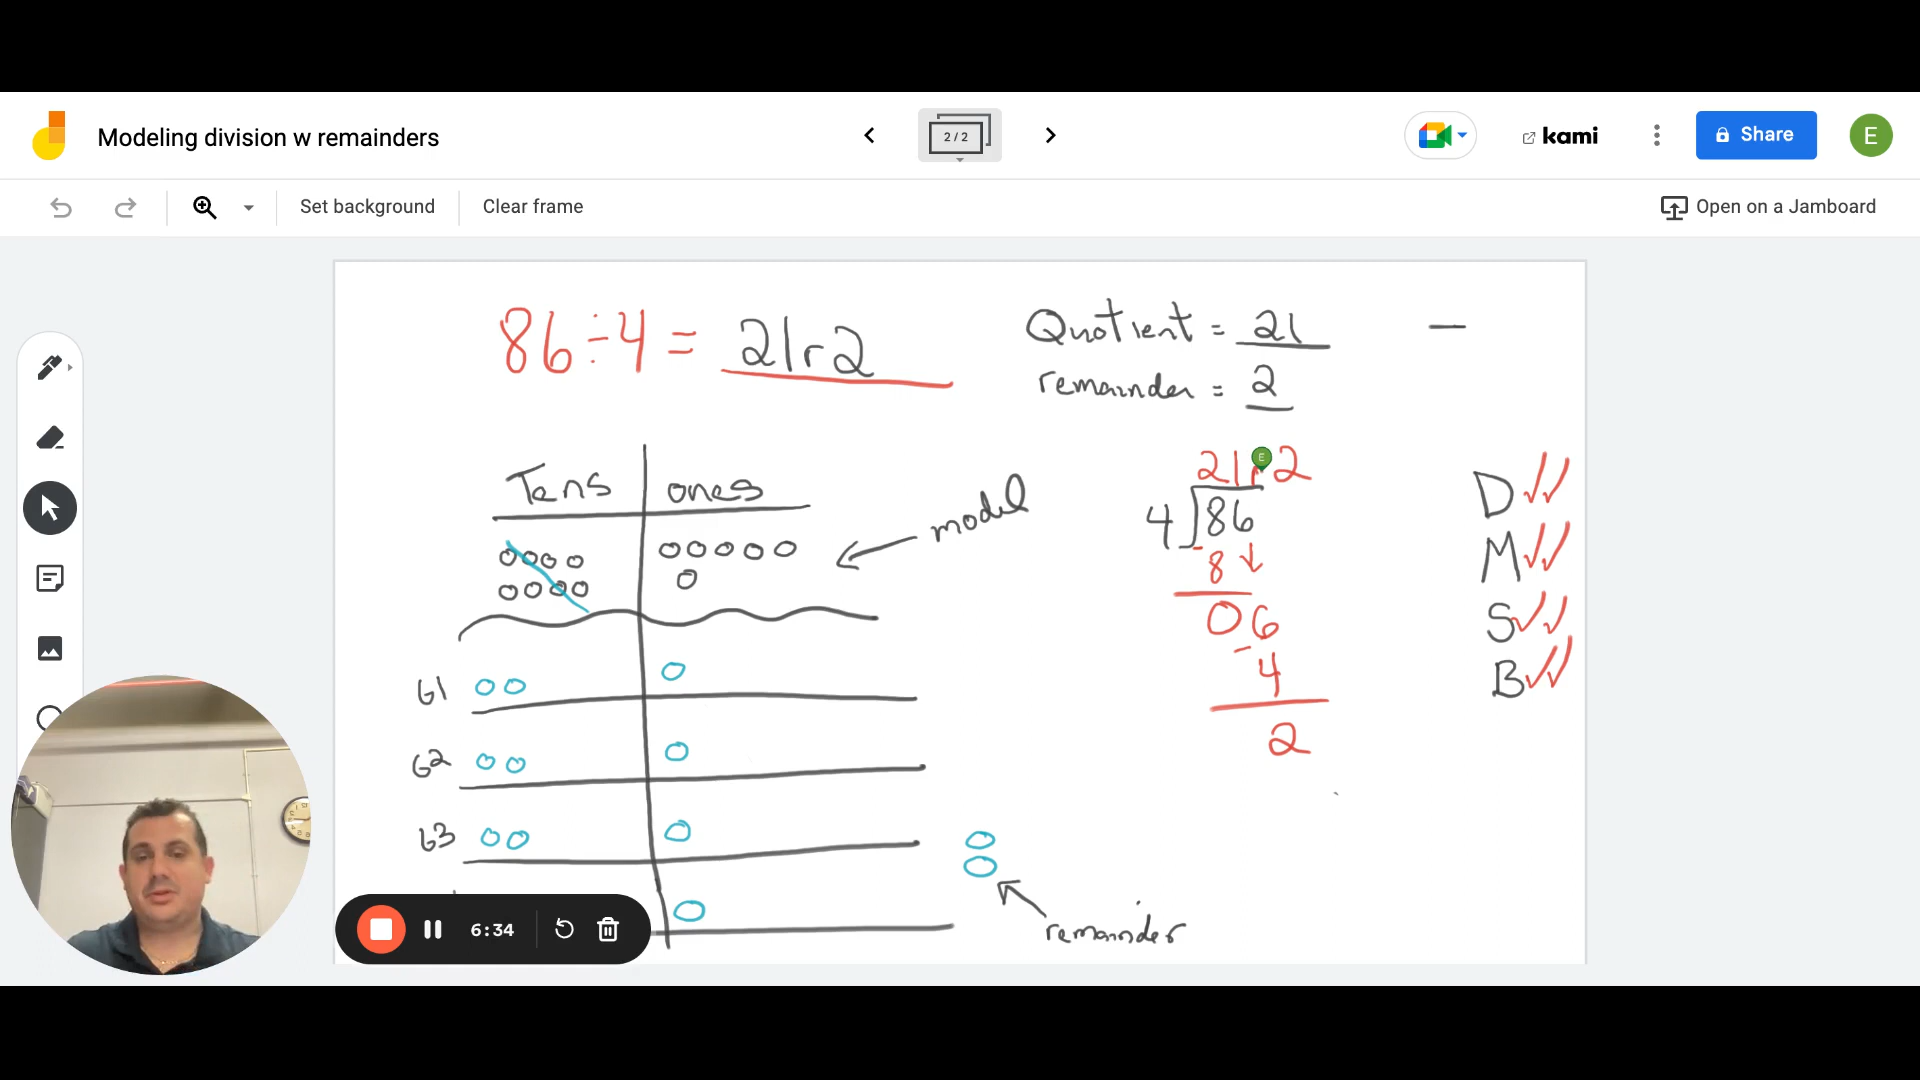 Modeling division w remainders
2 / 2
kami
Share
E
Set background
Clear frame
Open on a Jamboard
86 ÷ 4 = 21r2
Quotient = 21
remainder = 2
—
Tens ones
model
21r2
E
4 86
-8 ↓
06
-4
2
D ✓✓
M ✓✓
S ✓✓
B ✓✓
G1
G2
G3
remainder
6:34